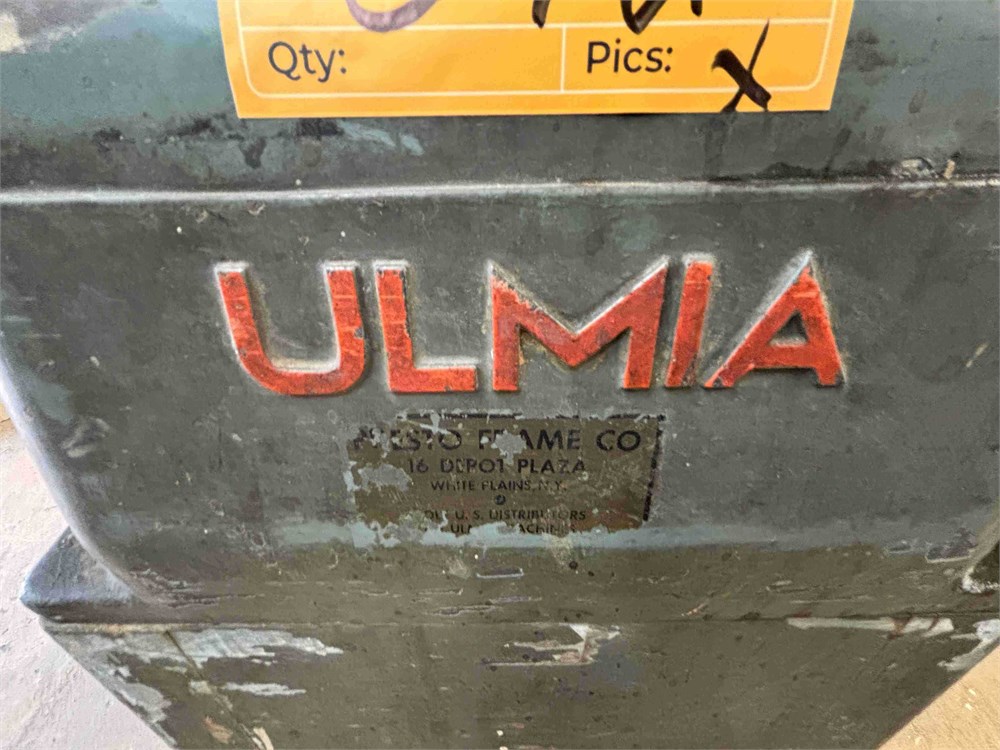 Qty:
Pics: X
ULMIA
FRAME CO
16 DEPOT PLAZA
WHITE PLAINS, N.Y.
U.S. DISTRIBUTORS